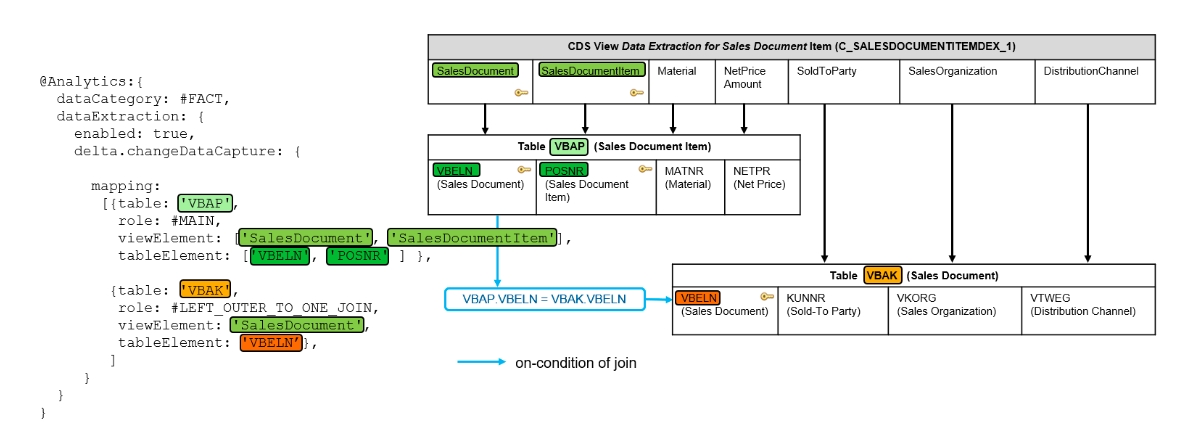 @Analytics:{
dataCategory: #FACT,
dataExtraction: {
enabled: true,
delta.changeDataCapture: {
mapping:
[{table: 'VBAP',
role: #MAIN,
viewElement: ['SalesDocument', 'SalesDocumentItem'],
tableElement: ['VBELN', 'POSNR' ] },
{table: 'VBAK',
role: #LEFT_OUTER_TO_ONE_JOIN,
viewElement: 'SalesDocument',
tableElement: 'VBELN’},
]
}
}
}
CDS View Data Extraction for Sales Document Item (C_SALESDOCUMENTITEMDEX_1)
SalesDocument
SalesDocumentItem
Material
NetPrice
Amount
SoldToParty
SalesOrganization
DistributionChannel
Table VBAP (Sales Document Item)
VBELN
(Sales Document)
POSNR
(Sales Document
Item)
MATNR
(Material)
NETPR
(Net Price)
VBAP.VBELN = VBAK.VBELN
Table VBAK (Sales Document)
VBELN
(Sales Document)
KUNNR
(Sold-To Party)
VKORG
(Sales Organization)
VTWEG
(Distribution Channel)
on-condition of join